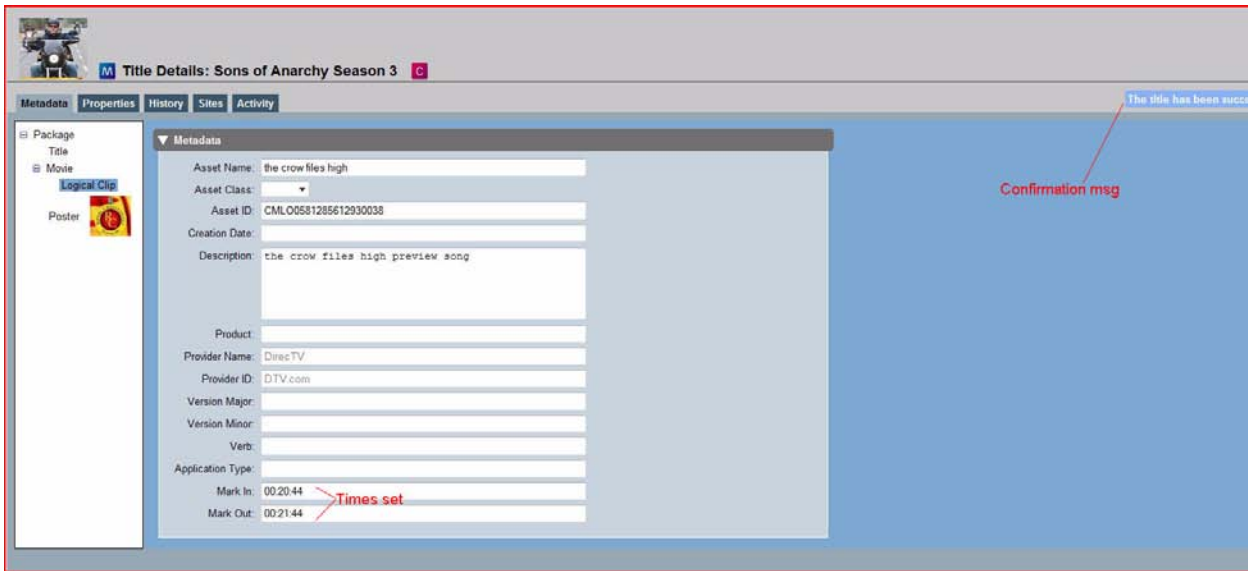 M Title Details: Sons of Anarchy Season 3 C
Metadata Properties History Sites Activity
The title has been succe
Package
Title
Movie
Logical Clip
Poster
Metadata
Asset Name: the crow files high
Asset Class:
Asset ID: CMLO0581285612930038
Creation Date:
Description: the crow files high preview song
Product:
Provider Name: DirecTV
Provider ID: DTV.com
Version Major:
Version Minor:
Verb:
Application Type:
Mark In: 00:20:44
Mark Out: 00:21:44
Times set
Confirmation msg